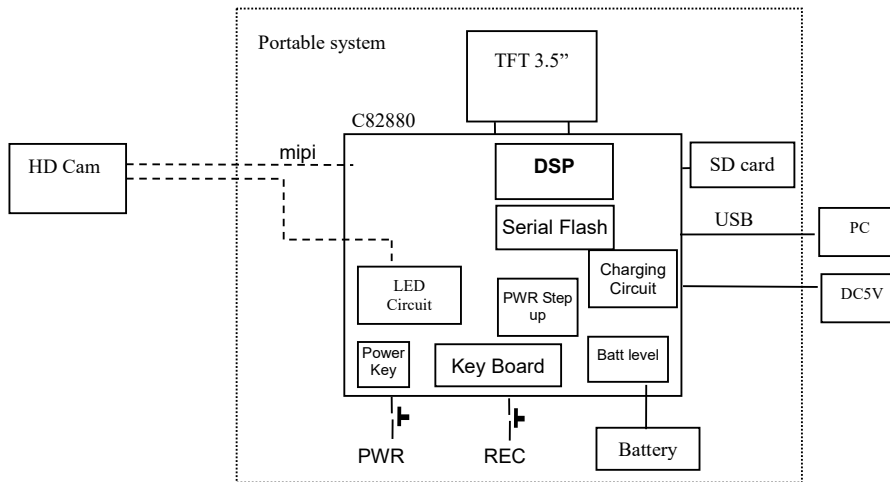 Portable system
TFT 3.5”
C82880
HD Cam
mipi
DSP
SD card
Serial Flash
USB
PC
Charging
Circuit
LED
Circuit
PWR Step
up
DC5V
Power
Key
Key Board
Batt level
PWR
REC
Battery